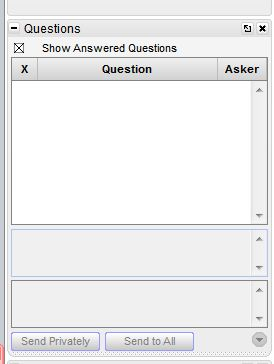 Questions
Show Answered Questions
X Question Asker
Send Privately Send to All